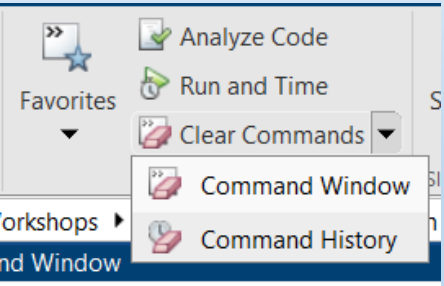 Favorites
Analyze Code
Run and Time
Clear Commands
Command Window
Command History
orkshops
nd Window